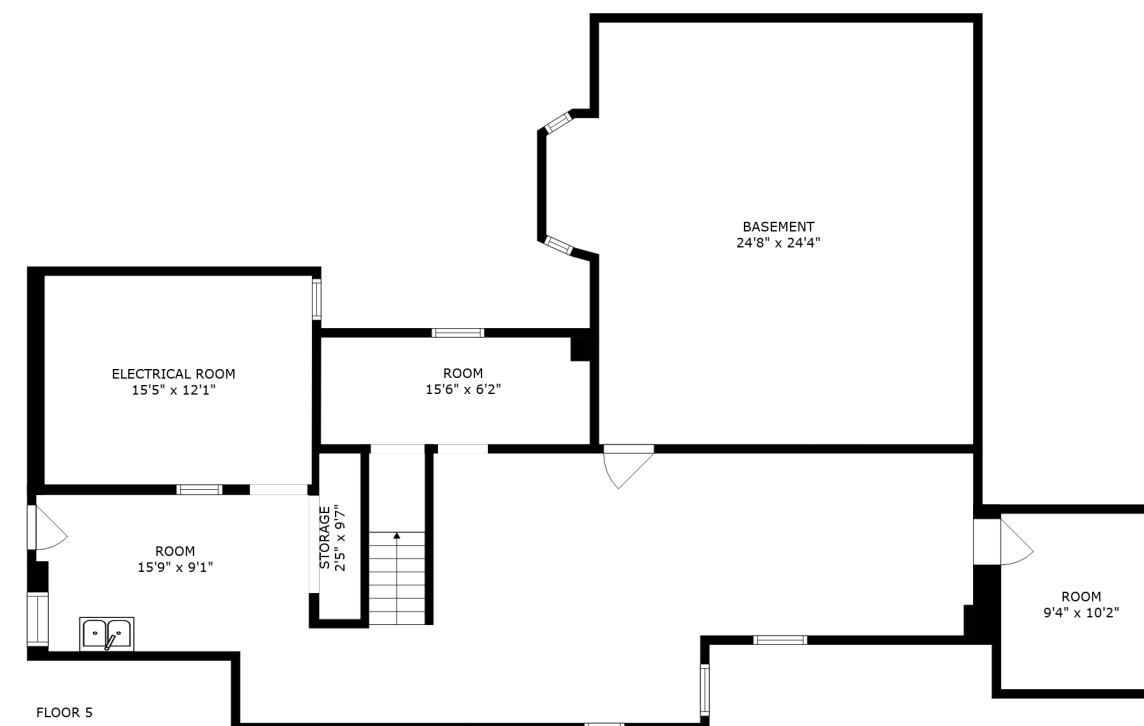 BASEMENT
24'8" x 24'4"
ELECTRICAL ROOM
15'5" x 12'1"
ROOM
15'6" x 6'2"
STORAGE
2'5" x 9'7"
ROOM
15'9" x 9'1"
ROOM
9'4" x 10'2"
FLOOR 5